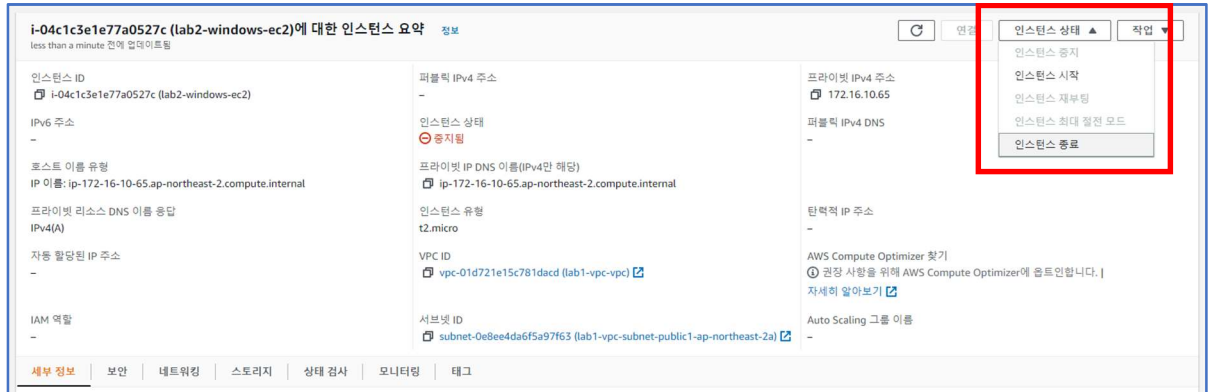 i-04c1c3e1e77a0527c (lab2-windows-ec2)에 대한 인스턴스 요약 정보
less than a minute 전에 업데이트됨
연결
인스턴스 상태 ▲
작업 ▼
인스턴스 중지
인스턴스 시작
인스턴스 재부팅
인스턴스 최대 절전 모드
인스턴스 종료
인스턴스 ID
i-04c1c3e1e77a0527c (lab2-windows-ec2)
퍼블릭 IPv4 주소
–
프라이빗 IPv4 주소
172.16.10.65
IPv6 주소
–
인스턴스 상태
중지됨
퍼블릭 IPv4 DNS
–
호스트 이름 유형
IP 이름: ip-172-16-10-65.ap-northeast-2.compute.internal
프라이빗 IP DNS 이름(IPv4만 해당)
ip-172-16-10-65.ap-northeast-2.compute.internal
프라이빗 리소스 DNS 이름 응답
IPv4(A)
인스턴스 유형
t2.micro
탄력적 IP 주소
–
자동 할당된 IP 주소
–
VPC ID
vpc-01d721e15c781dacd (lab1-vpc-vpc)
AWS Compute Optimizer 찾기
권장 사항을 위해 AWS Compute Optimizer에 옵트인합니다. |
자세히 알아보기
IAM 역할
–
서브넷 ID
subnet-0e8ee4da6f5a97f63 (lab1-vpc-subnet-public1-ap-northeast-2a)
Auto Scaling 그룹 이름
–
세부 정보 보안 네트워킹 스토리지 상태 검사 모니터링 태그